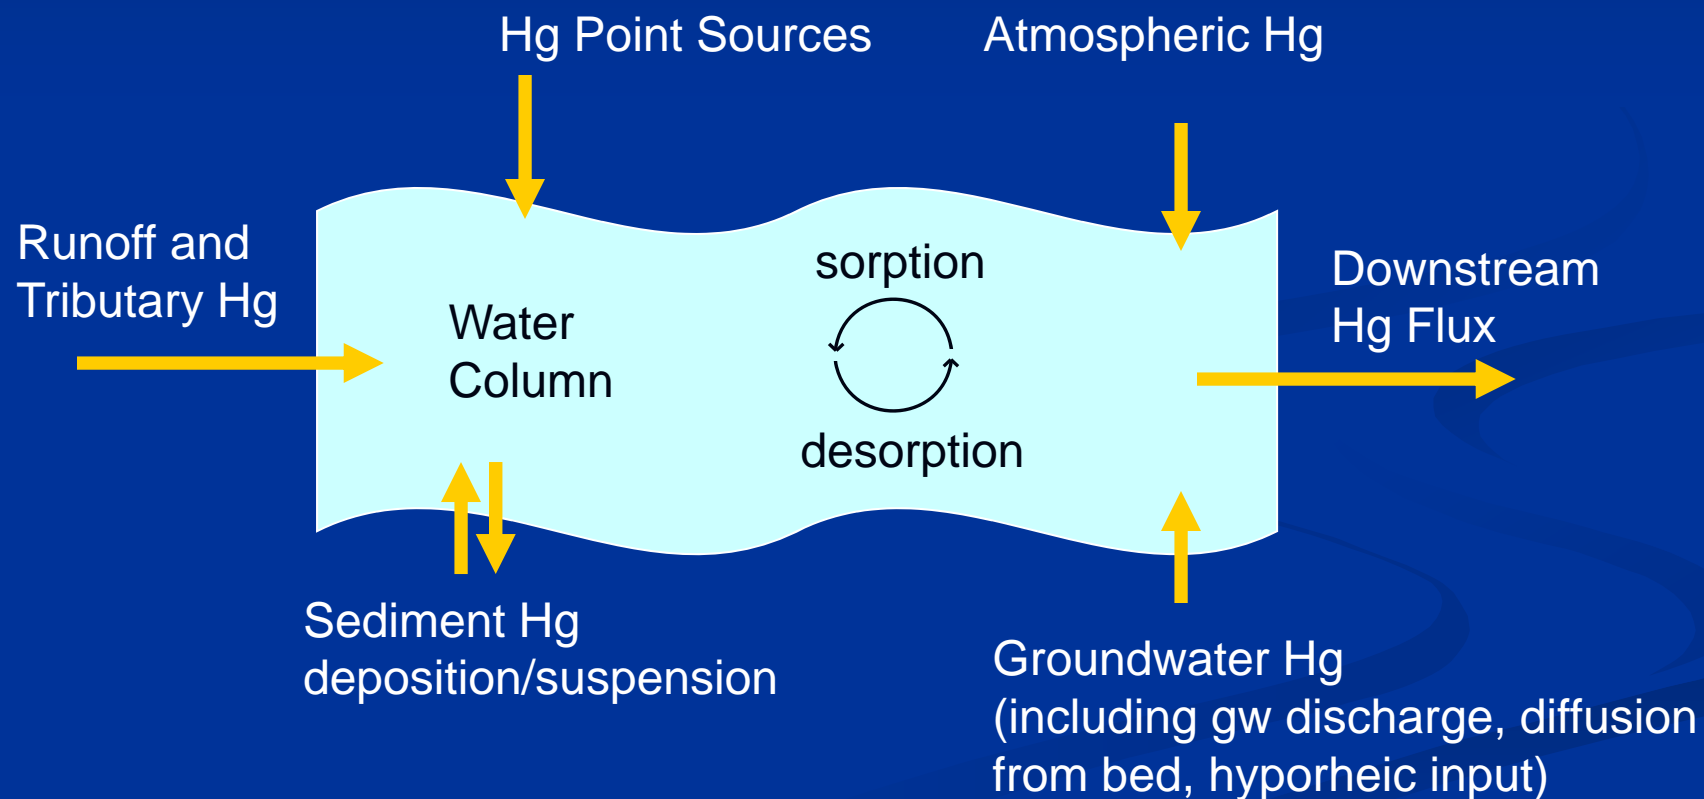 Hg Point Sources
Atmospheric Hg
Runoff and
Tributary Hg
Water
Column
sorption
desorption
Downstream
Hg Flux
Sediment Hg
deposition/suspension
Groundwater Hg
(including gw discharge, diffusion
from bed, hyporheic input)